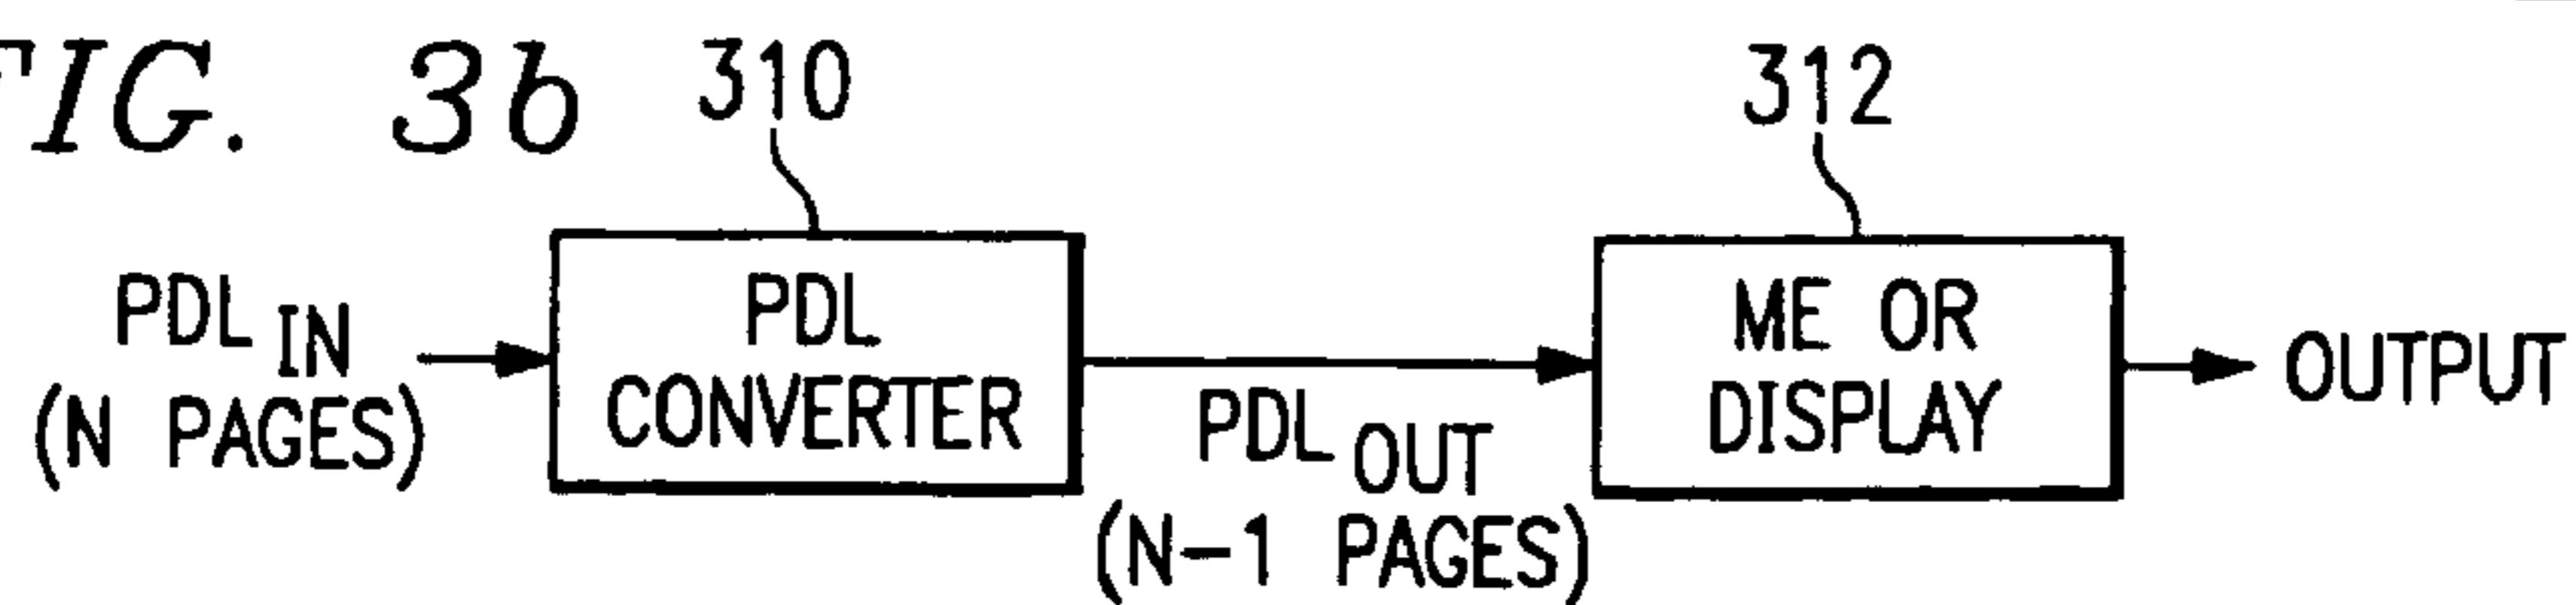 FIG. 3b
310
312
PDL IN
(N PAGES)
PDL
CONVERTER
PDL OUT
(N-1 PAGES)
ME OR
DISPLAY
OUTPUT